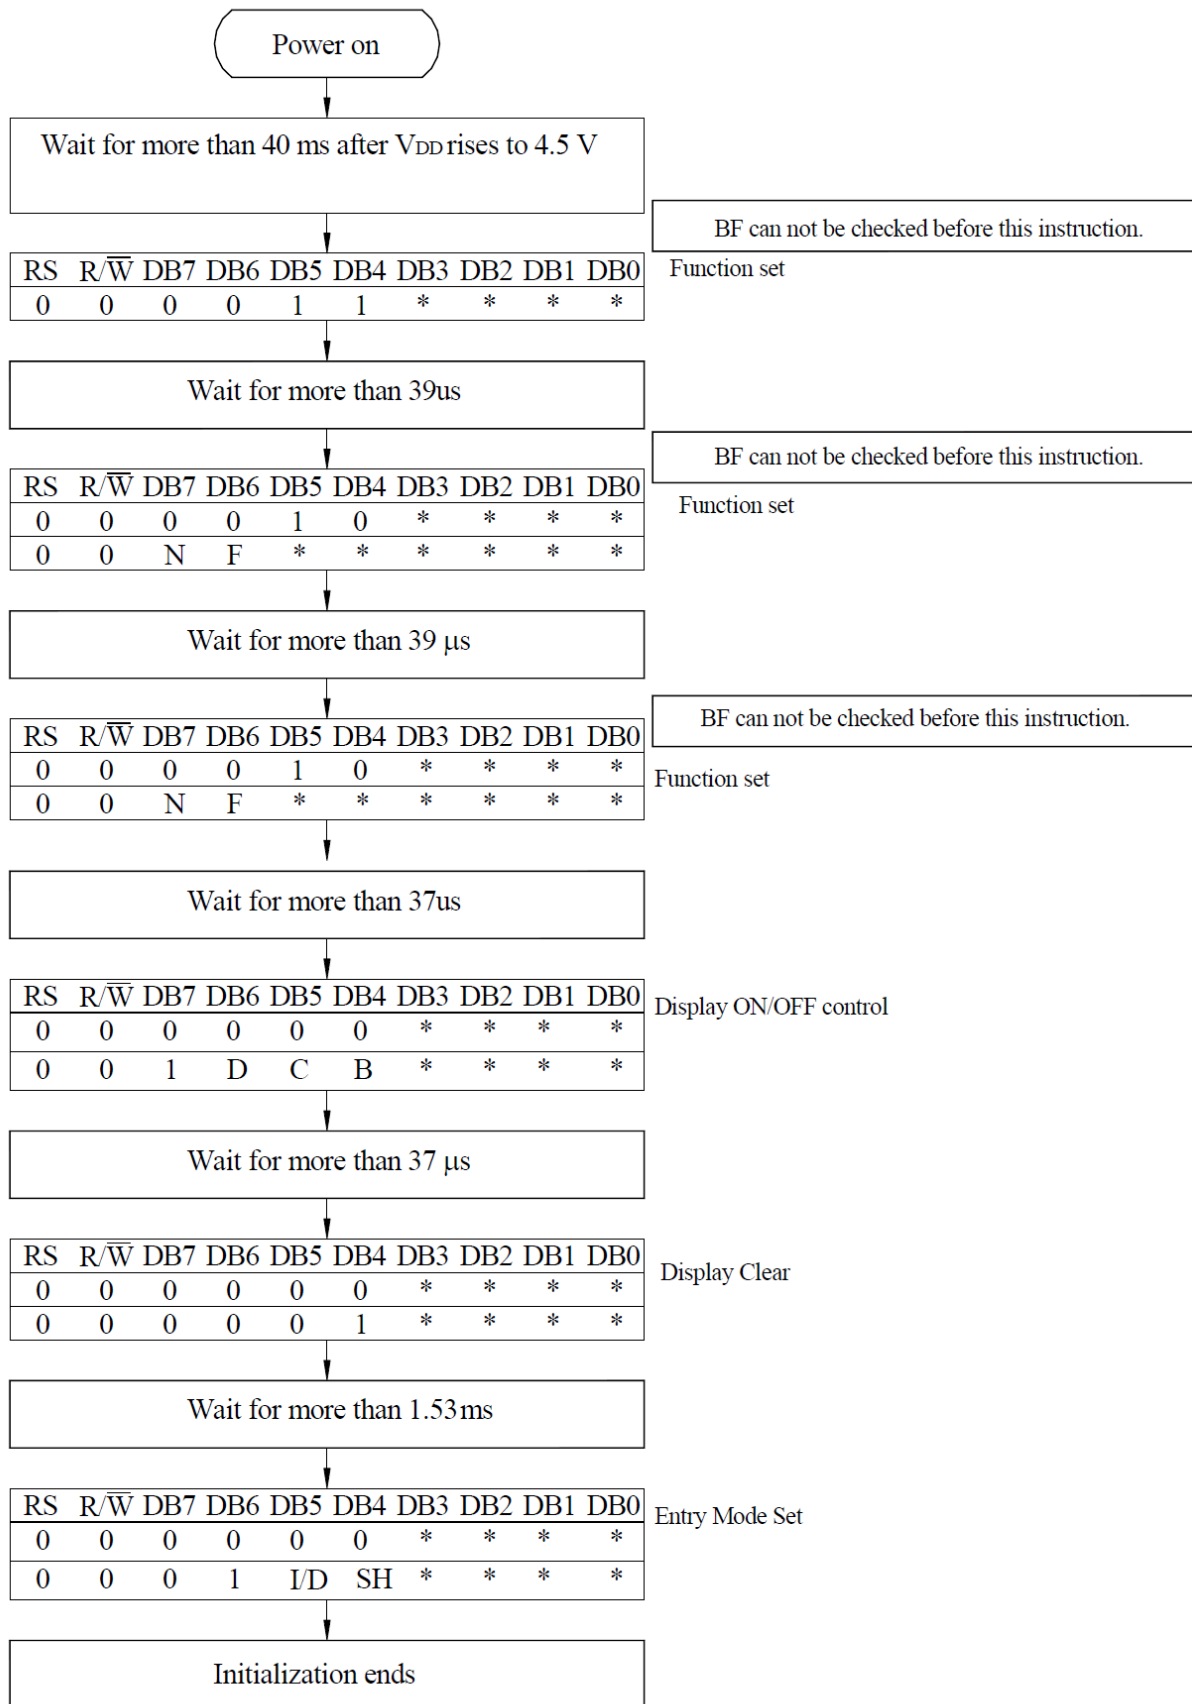 Power on
Wait for more than 40 ms after VDD rises to 4.5 V
BF can not be checked before this instruction.
RS R/W̅ DB7 DB6 DB5 DB4 DB3 DB2 DB1 DB0
Function set
0 0 0 0 1 1 * * * *
Wait for more than 39us
BF can not be checked before this instruction.
RS R/W̅ DB7 DB6 DB5 DB4 DB3 DB2 DB1 DB0
Function set
0 0 0 0 1 0 * * * *
0 0 N F * * * * * *
Wait for more than 39 μs
BF can not be checked before this instruction.
RS R/W̅ DB7 DB6 DB5 DB4 DB3 DB2 DB1 DB0
0 0 0 0 1 0 * * * *
Function set
0 0 N F * * * * * *
Wait for more than 37us
RS R/W̅ DB7 DB6 DB5 DB4 DB3 DB2 DB1 DB0
Display ON/OFF control
0 0 0 0 0 0 * * * *
0 0 1 D C B * * * *
Wait for more than 37 μs
RS R/W̅ DB7 DB6 DB5 DB4 DB3 DB2 DB1 DB0
Display Clear
0 0 0 0 0 0 * * * *
0 0 0 0 0 1 * * * *
Wait for more than 1.53ms
RS R/W̅ DB7 DB6 DB5 DB4 DB3 DB2 DB1 DB0
Entry Mode Set
0 0 0 0 0 0 * * * *
0 0 0 1 I/D SH * * * *
Initialization ends